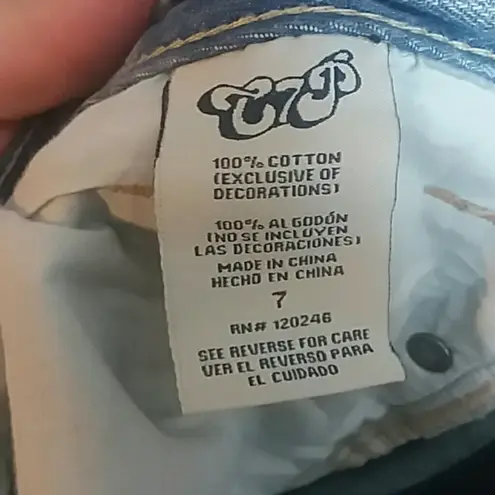 100% COTTON
(EXCLUSIVE OF
DECORATIONS)
100% ALGODÓN
(NO SE INCLUYEN
LAS DECORACIONES)
MADE IN CHINA
HECHO EN CHINA
7
RN# 120246
SEE REVERSE FOR CARE
VER EL REVERSO PARA
EL CUIDADO